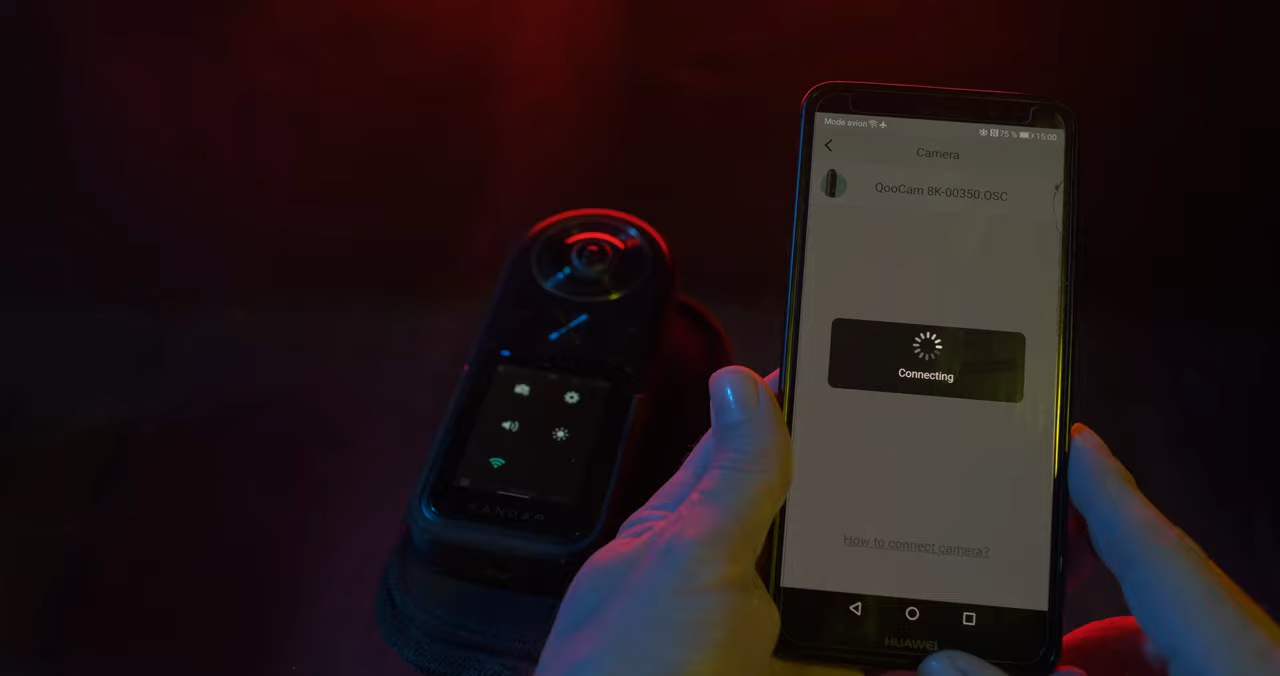 Mode avion
75 % 15:00
Camera
QooCam 8K-00350.OSC
Connecting
How to connect camera?
HUAWEI